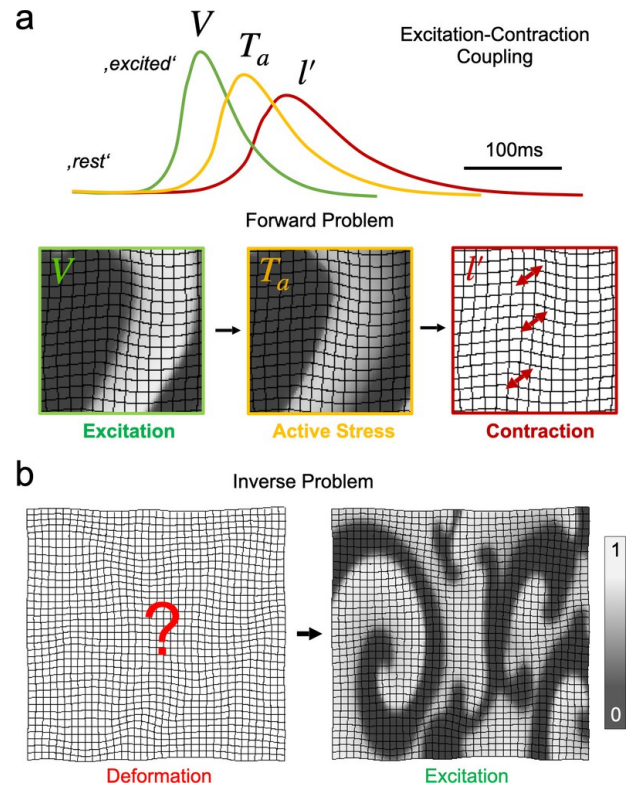 a
V
T_a
l'
Excitation-Contraction
Coupling
‚excited‘
‚rest‘
100ms
Forward Problem
V
T_a
l'
Excitation
Active Stress
Contraction
b
Inverse Problem
?
1
0
Deformation
Excitation